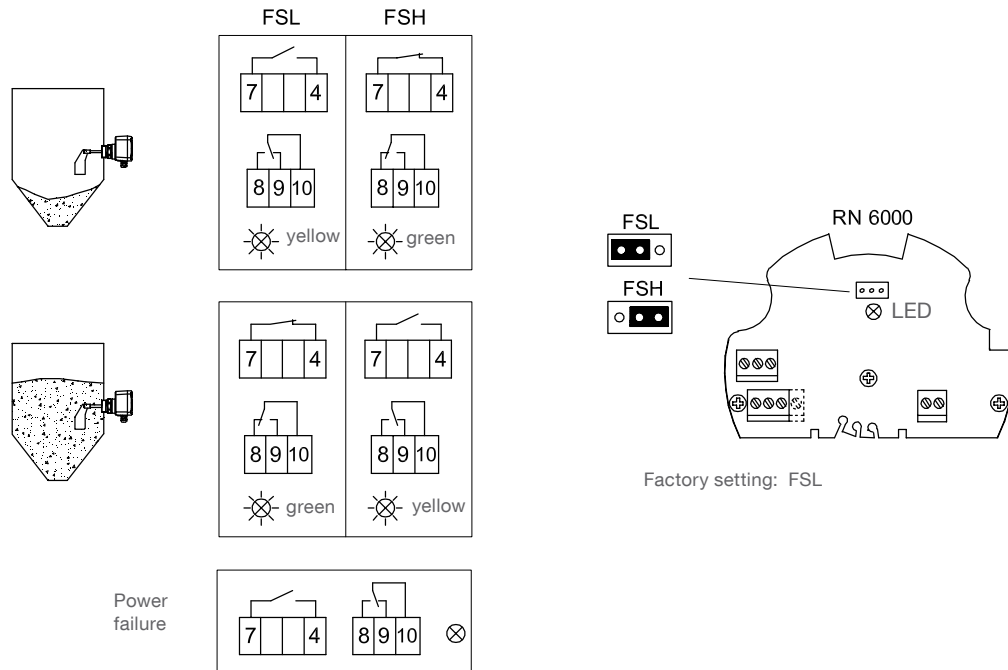 FSL FSH
7 4 7 4
8 9 10 8 9 10
yellow green
7 4 7 4
8 9 10 8 9 10
green yellow
Power
failure
7 4 8 9 10
RN 6000
FSL
FSH
LED
Factory setting: FSL